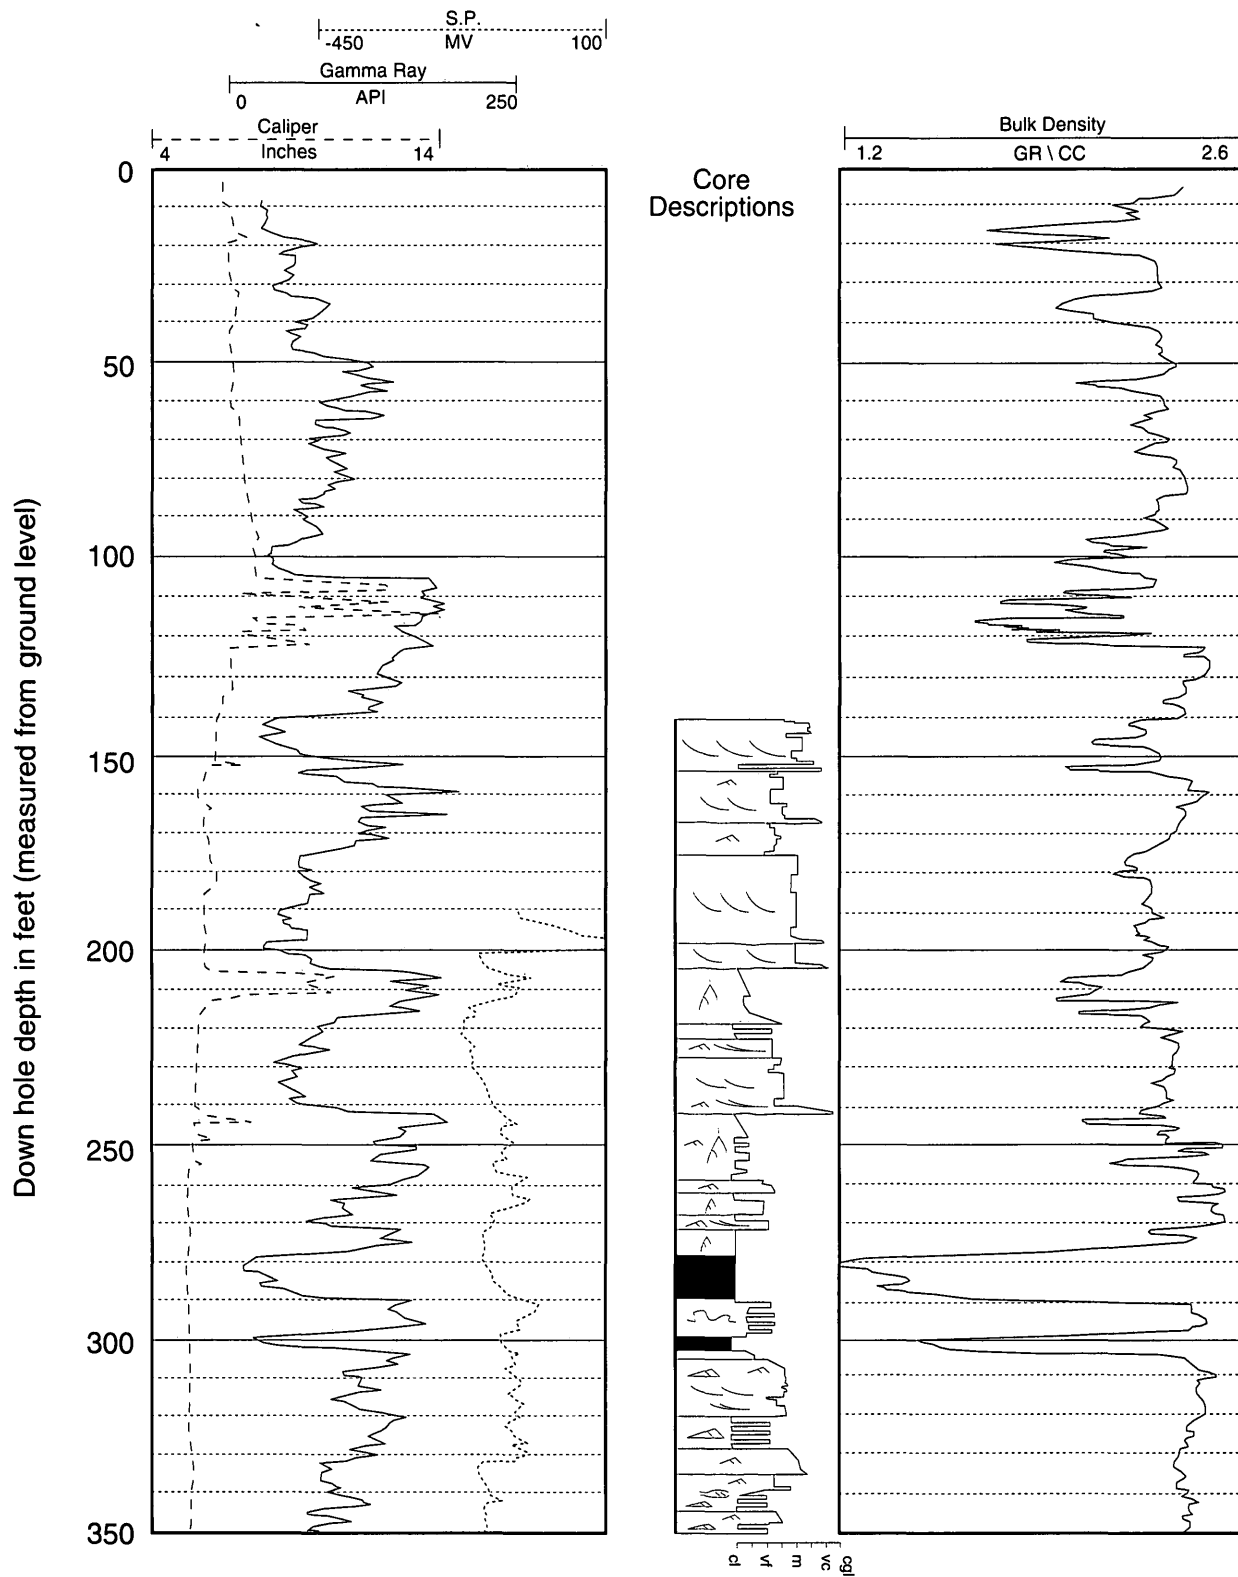 S.P.
-450 MV 100
Gamma Ray
0 API 250
Caliper
4 Inches 14
Bulk Density
1.2 GR \ CC 2.6
Core
Descriptions
Down hole depth in feet (measured from ground level)
0
50
100
150
200
250
300
350
cl vf m vc cgl